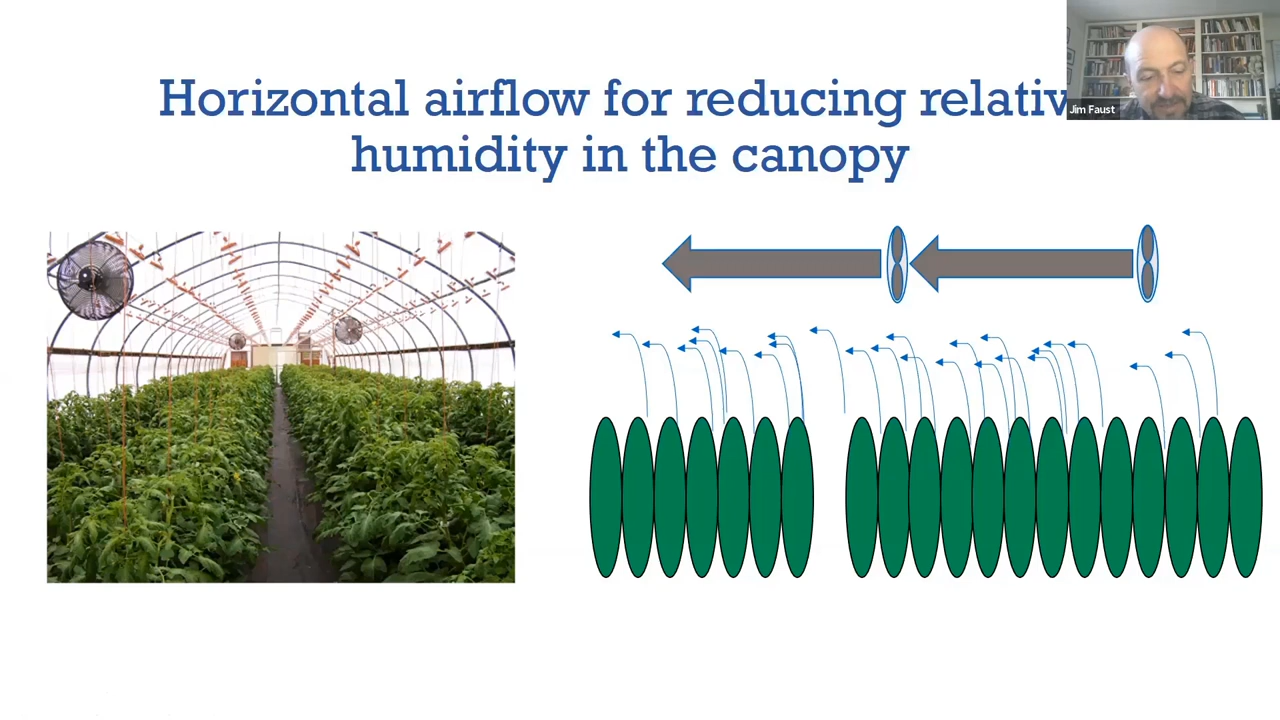 Horizontal airflow for reducing relativ
humidity in the canopy
Jim Faust